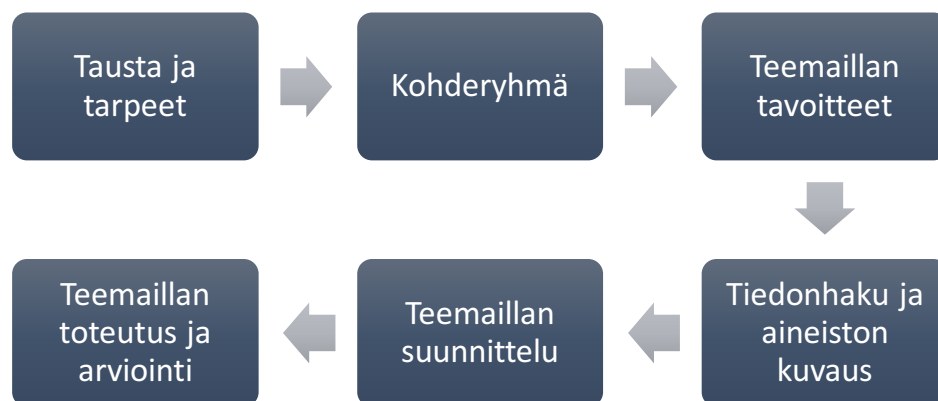 Tausta ja
tarpeet
Kohderyhmä
Teemaillan
tavoitteet
Tiedonhaku ja
aineiston
kuvaus
Teemaillan
suunnittelu
Teemaillan
toteutus ja
arviointi